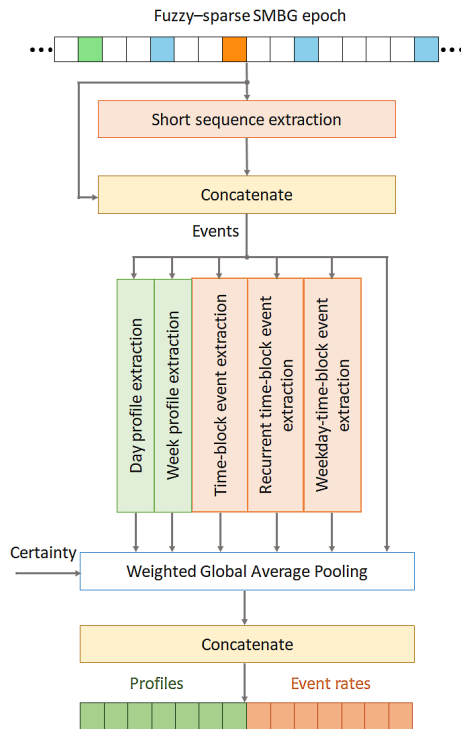 Fuzzy–sparse SMBG epoch
Short sequence extraction
Concatenate
Events
Day profile extraction
Week profile extraction
Time-block event extraction
Recurrent time-block event
extraction
Weekday-time-block event
extraction
Certainty
Weighted Global Average Pooling
Concatenate
Profiles
Event rates